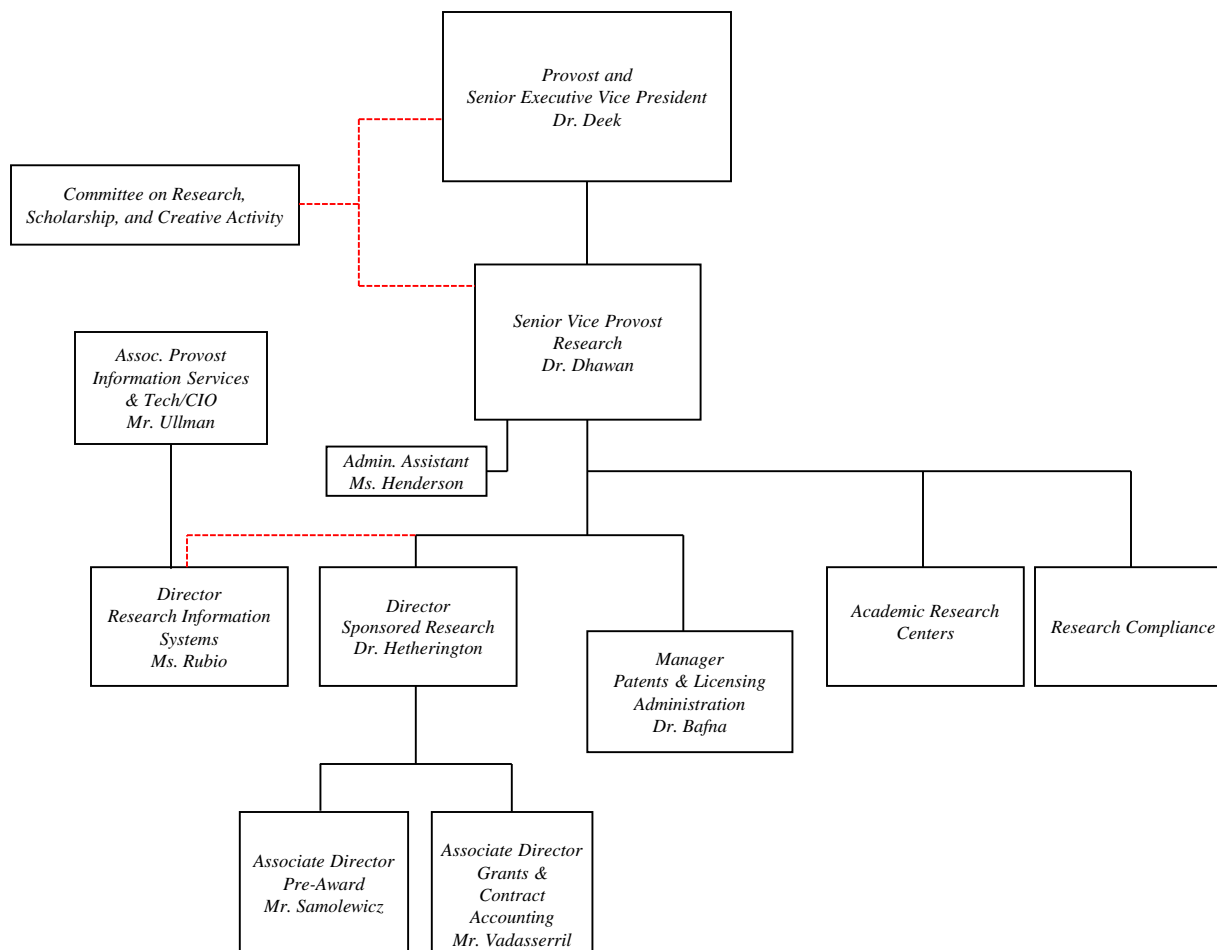 Provost and
Senior Executive Vice President
Dr. Deek
Committee on Research,
Scholarship, and Creative Activity
Senior Vice Provost
Research
Dr. Dhawan
Assoc. Provost
Information Services
& Tech/CIO
Mr. Ullman
Admin. Assistant
Ms. Henderson
Director
Research Information
Systems
Ms. Rubio
Director
Sponsored Research
Dr. Hetherington
Manager
Patents & Licensing
Administration
Dr. Bafna
Academic Research
Centers
Research Compliance
Associate Director
Pre-Award
Mr. Samolewicz
Associate Director
Grants &
Contract
Accounting
Mr. Vadasserril